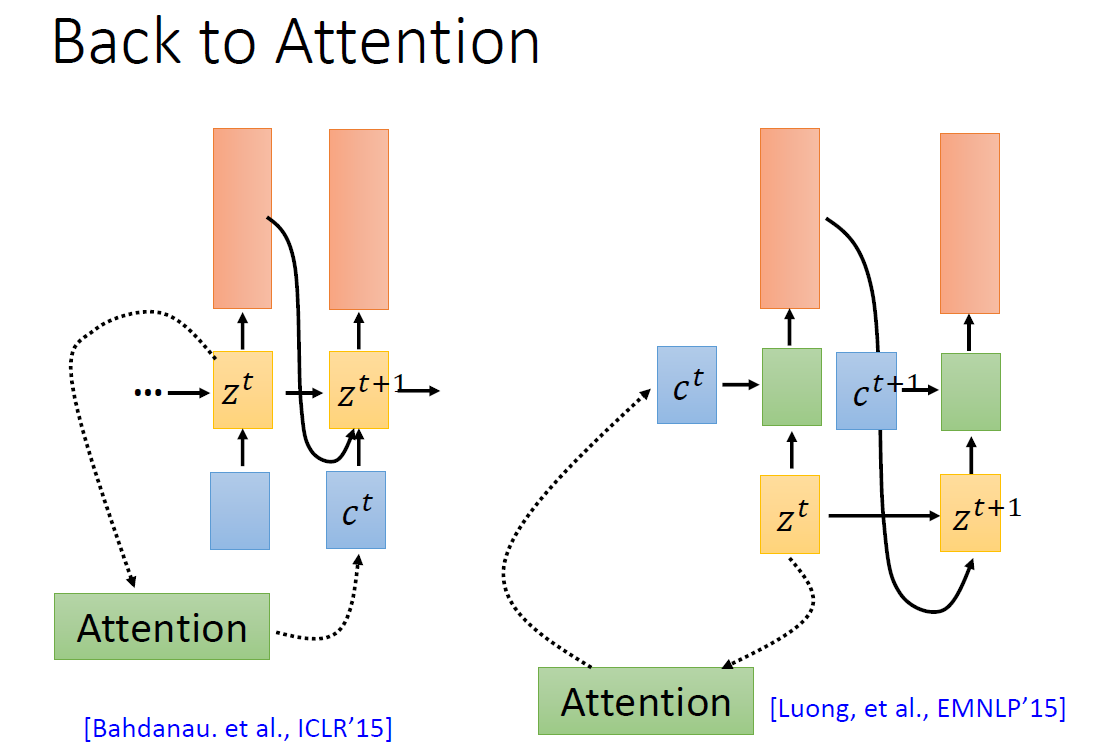 Back to Attention
z^t
z^{t+1}
c^t
Attention
[Bahdanau. et al., ICLR’15]
c^t
c^{t+1}
z^t
z^{t+1}
Attention
[Luong, et al., EMNLP’15]